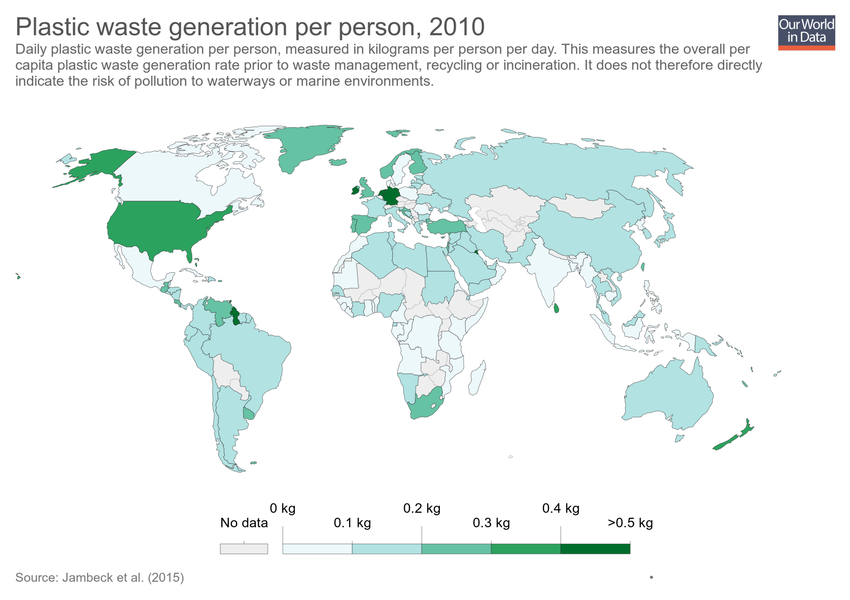 Plastic waste generation per person, 2010
Our World
in Data
Daily plastic waste generation per person, measured in kilograms per person per day. This measures the overall per
capita plastic waste generation rate prior to waste management, recycling or incineration. It does not therefore directly
indicate the risk of pollution to waterways or marine environments.
0 kg 0.2 kg 0.4 kg
No data 0.1 kg 0.3 kg >0.5 kg
Source: Jambeck et al. (2015)